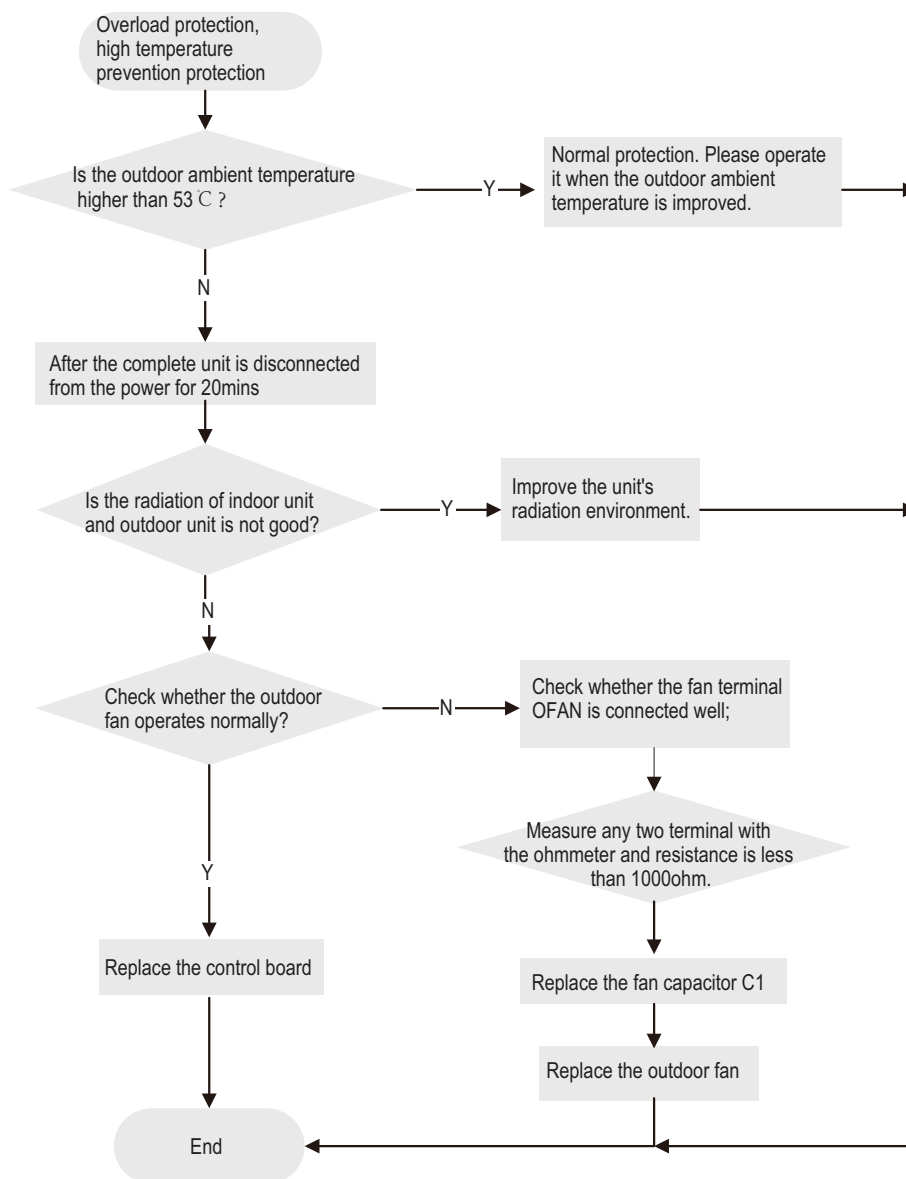 Overload protection,
high temperature
prevention protection
Is the outdoor ambient temperature
higher than 53℃ ?
Y
Normal protection. Please operate
it when the outdoor ambient
temperature is improved.
N
After the complete unit is disconnected
from the power for 20mins
Is the radiation of indoor unit
and outdoor unit is not good?
Y
Improve the unit's
radiation environment.
N
Check whether the outdoor
fan operates normally?
N
Check whether the fan terminal
OFAN is connected well;
Measure any two terminal with
the ohmmeter and resistance is less
than 1000ohm.
Y
Replace the control board
Replace the fan capacitor C1
Replace the outdoor fan
End